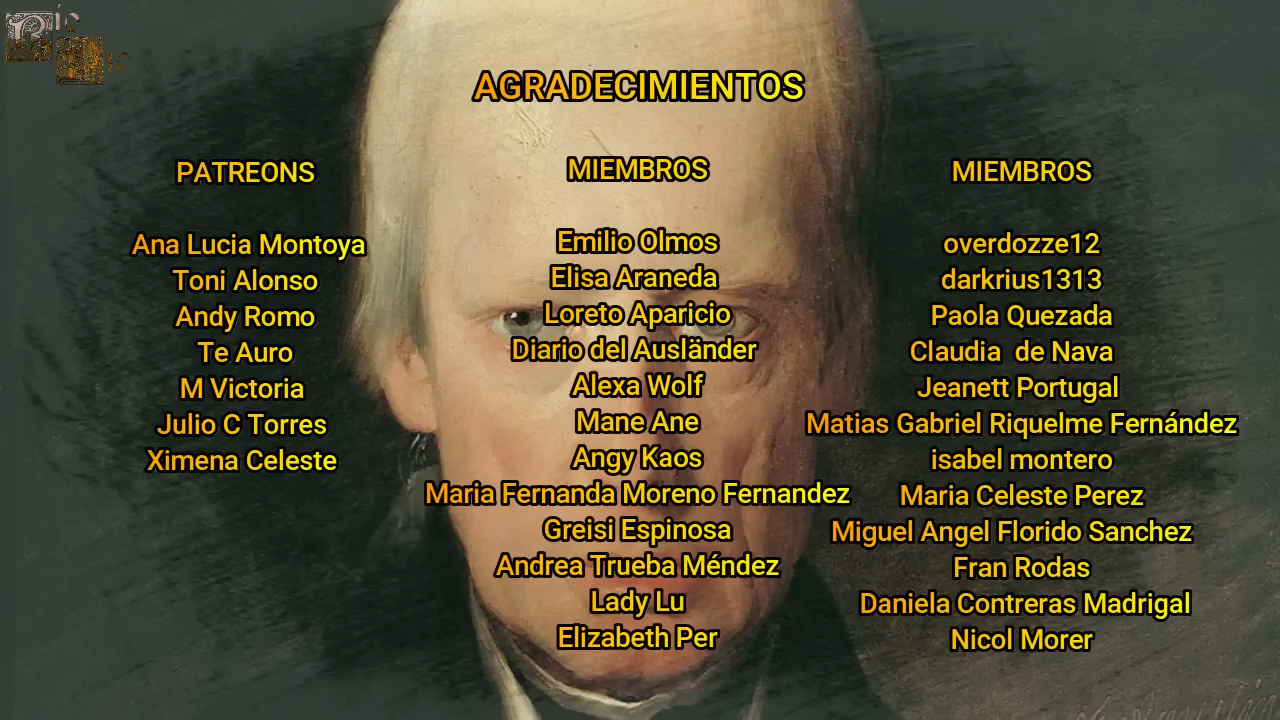 AGRADECIMIENTOS
PATREONS
Ana Lucia Montoya
Toni Alonso
Andy Romo
Te Auro
M Victoria
Julio C Torres
Ximena Celeste
MIEMBROS
Emilio Olmos
Elisa Araneda
Loreto Aparicio
Diario del Ausländer
Alexa Wolf
Mane Ane
Angy Kaos
Maria Fernanda Moreno Fernandez
Greisi Espinosa
Andrea Trueba Méndez
Lady Lu
Elizabeth Per
MIEMBROS
overdozze12
darkrius1313
Paola Quezada
Claudia  de Nava
Jeanett Portugal
Matias Gabriel Riquelme Fernández
isabel montero
Maria Celeste Perez
Miguel Angel Florido Sanchez
Fran Rodas
Daniela Contreras Madrigal
Nicol Morer